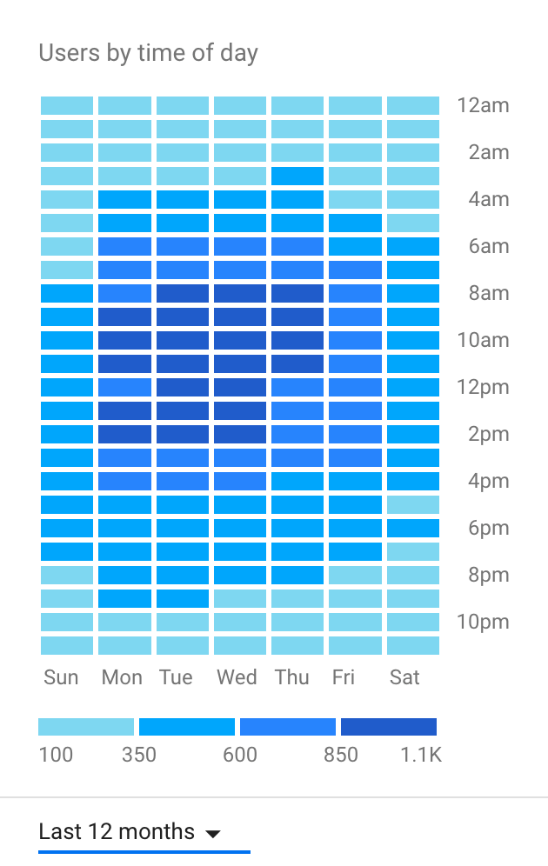 Users by time of day
12am
2am
4am
6am
8am
10am
12pm
2pm
4pm
6pm
8pm
10pm
Sun Mon Tue Wed Thu Fri Sat
100 350 600 850 1.1K
Last 12 months